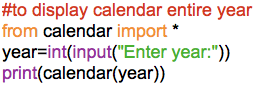 #to display calendar entire year
from calendar import *
year=int(input("Enter year:"))
print(calendar(year))